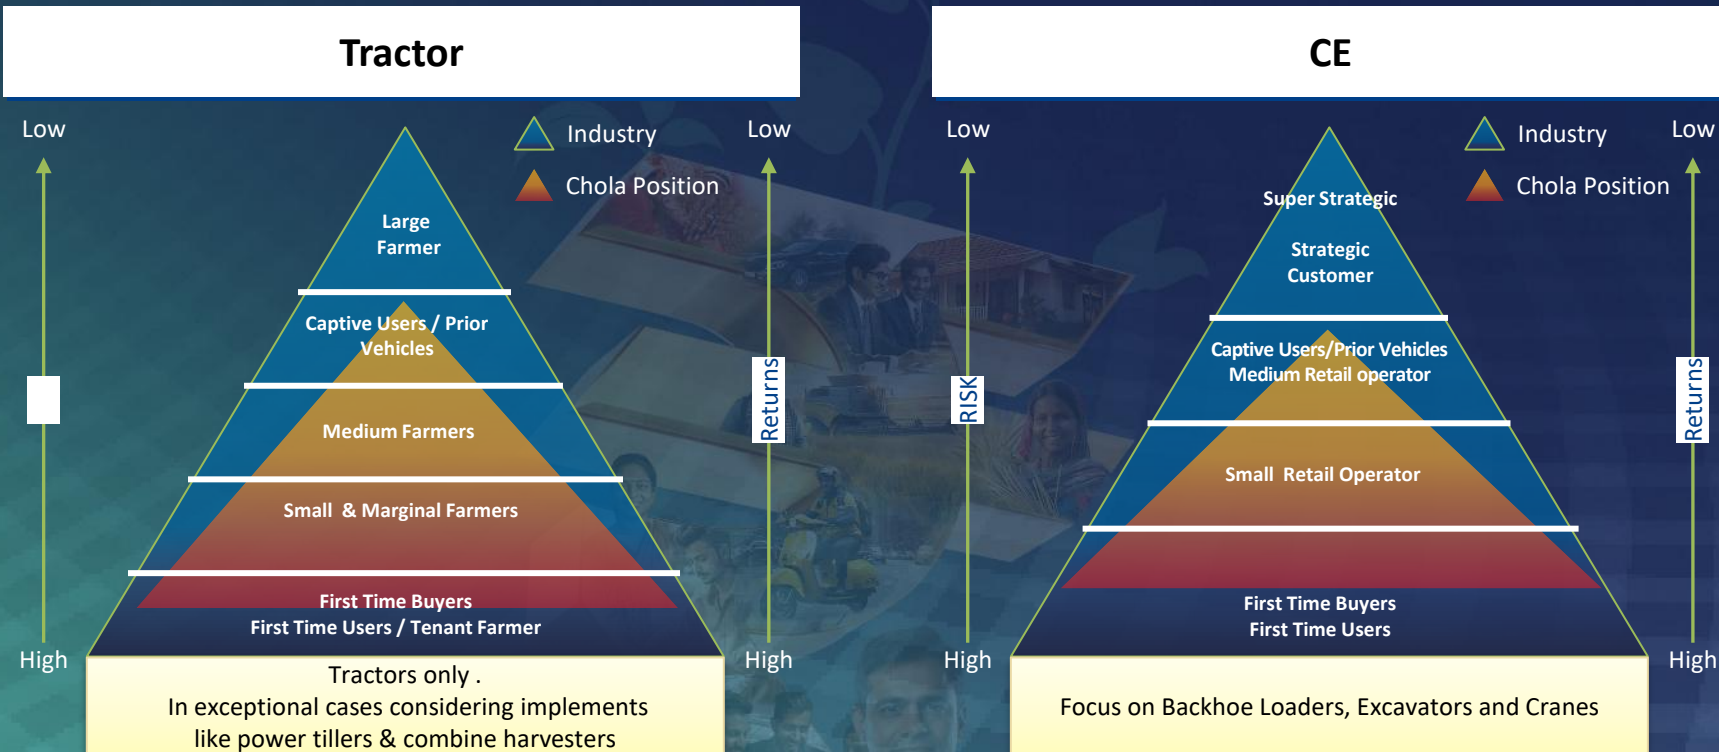 Tractor
Low
Industry
Chola Position
Low
Large
Farmer
Captive Users / Prior
Vehicles
Returns
Medium Farmers
Small & Marginal Farmers
First Time Buyers
First Time Users / Tenant Farmer
High
High
Tractors only .
In exceptional cases considering implements
like power tillers & combine harvesters
CE
Low
Industry
Chola Position
Low
Super Strategic
Strategic
Customer
Captive Users/Prior Vehicles
Medium Retail operator
RISK
Returns
Small Retail Operator
First Time Buyers
First Time Users
High
High
Focus on Backhoe Loaders, Excavators and Cranes